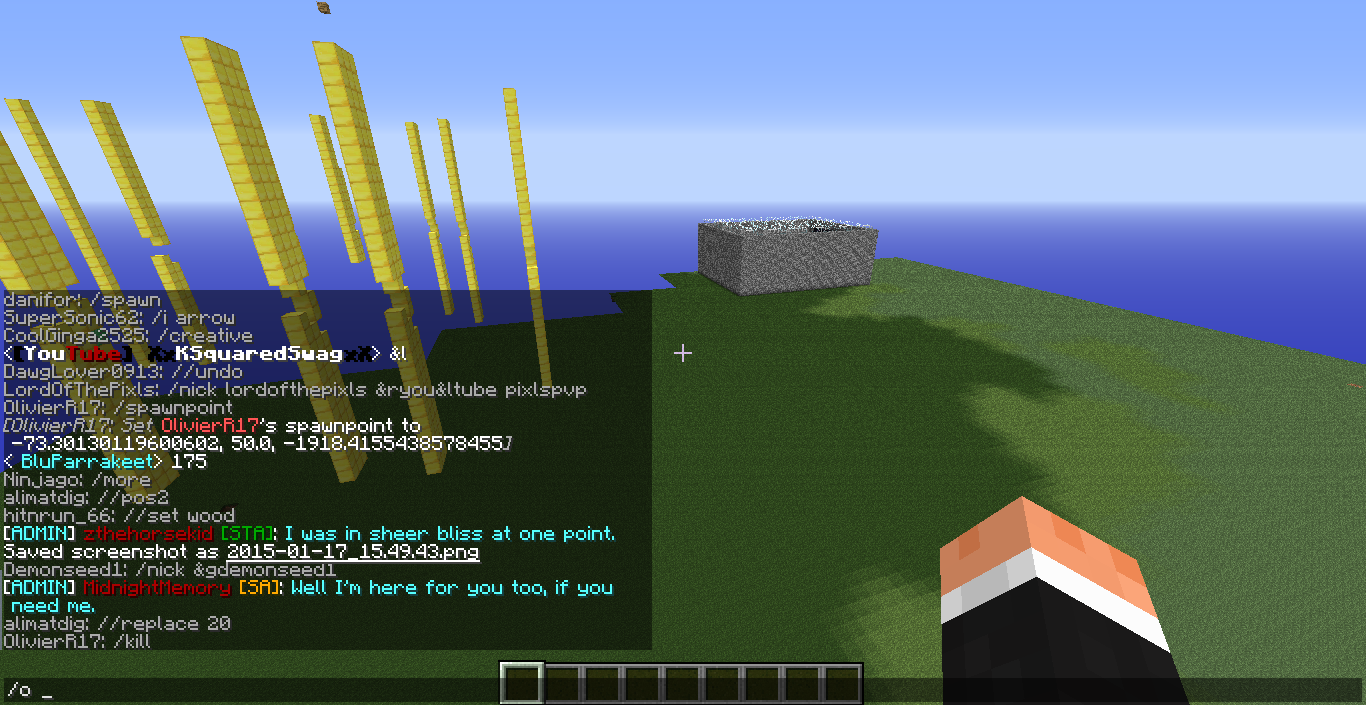 danifor: /spawn
SuperSonic62: /i arrow
CoolGinga2525: /creative
<[YouTube] XxKSquaredSwagxX> &l
DawgLover0913: //undo
LordOfThePixls: /nick lordofthepixls &ryou&ltube pixlspvp
OlivierR17: /spawnpoint
[OlivierR17: Set OlivierR17's spawnpoint to
-73.30130119600602, 50.0, -1918.4155438578455]
< BluParrakeet> 175
Ninjago: /more
alimatdig: //pos2
hitnrun_66: //set wood
[ADMIN] zthehorsekid [STA]: I was in sheer bliss at one point.
Saved screenshot as 2015-01-17_15.49.43.png
Demonseed1: /nick &gdemonseed1
[ADMIN] MidnightMemory [SA]: Well I'm here for you too, if you
need me.
alimatdig: //replace 20
OlivierR17: /kill
/o _